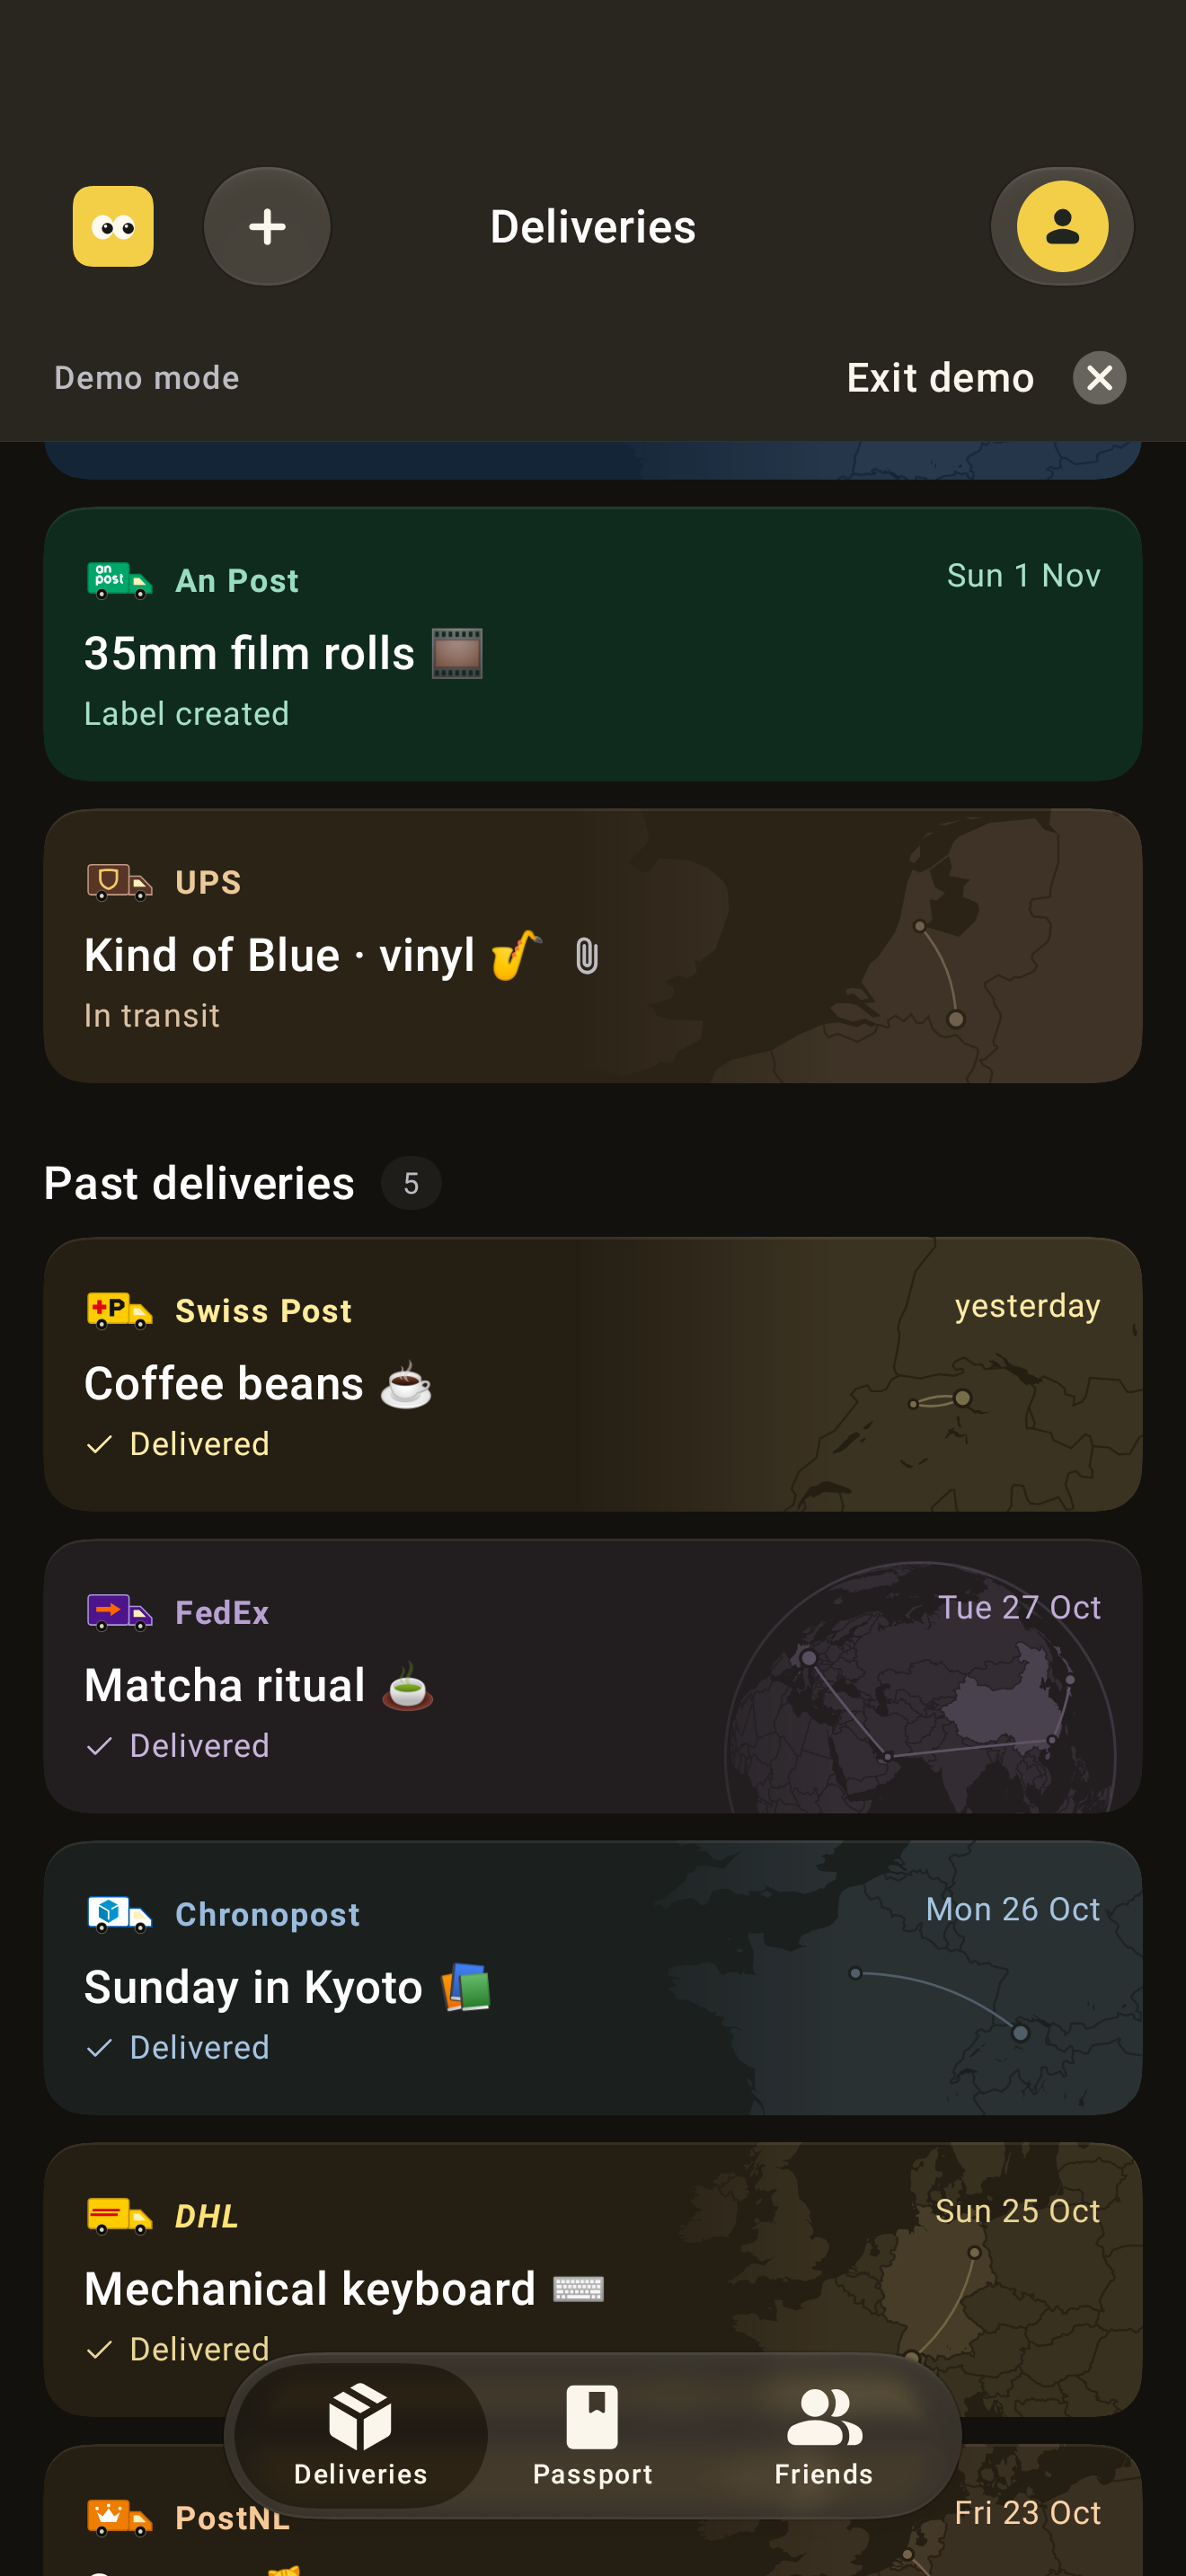 Deliveries
Demo mode
Exit demo
an post
An Post
Sun 1 Nov
35mm film rolls 🎞️
Label created
UPS
Kind of Blue · vinyl 🎷
In transit
Past deliveries 5
P
Swiss Post
yesterday
Coffee beans ☕
Delivered
FedEx
Tue 27 Oct
Matcha ritual 🍵
Delivered
Chronopost
Mon 26 Oct
Sunday in Kyoto
Delivered
DHL
Sun 25 Oct
Mechanical keyboard ⌨️
Delivered
Deliveries
Passport
Friends
PostNL
Fri 23 Oct